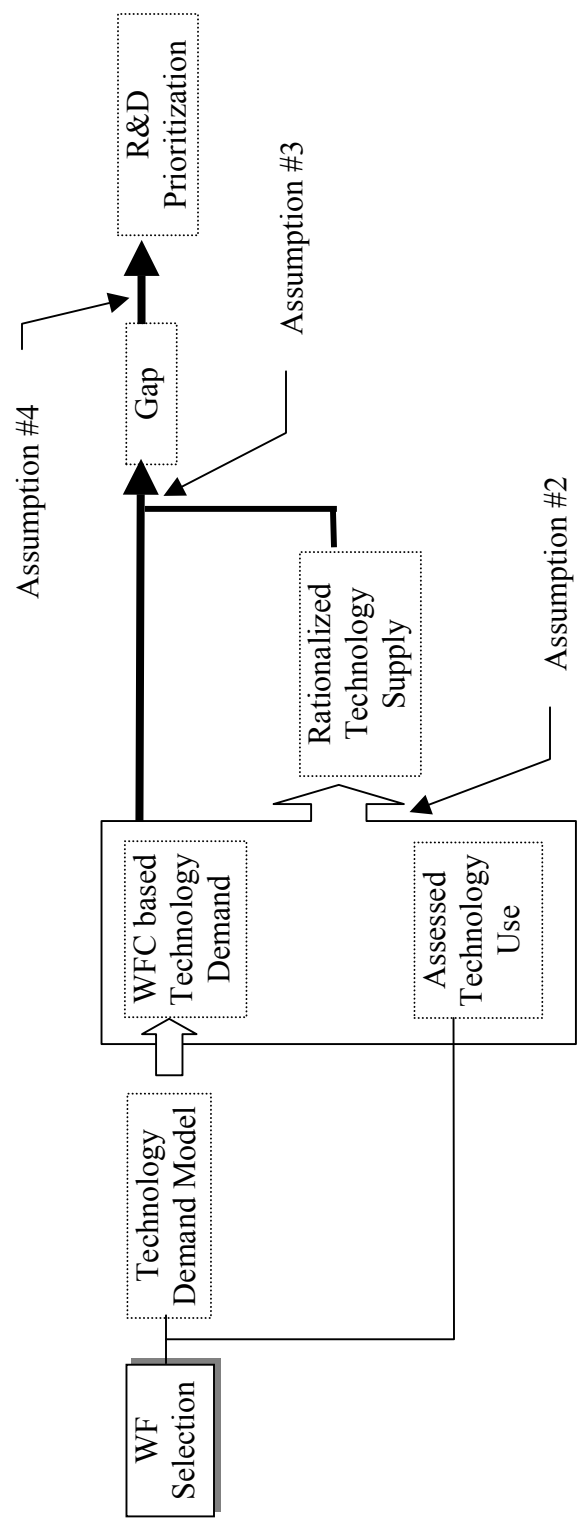 WF
Selection
Technology
Demand Model
WFC based
Technology
Demand
Assessed
Technology
Use
Rationalized
Technology
Supply
Gap
R&D
Prioritization
Assumption #4
Assumption #3
Assumption #2